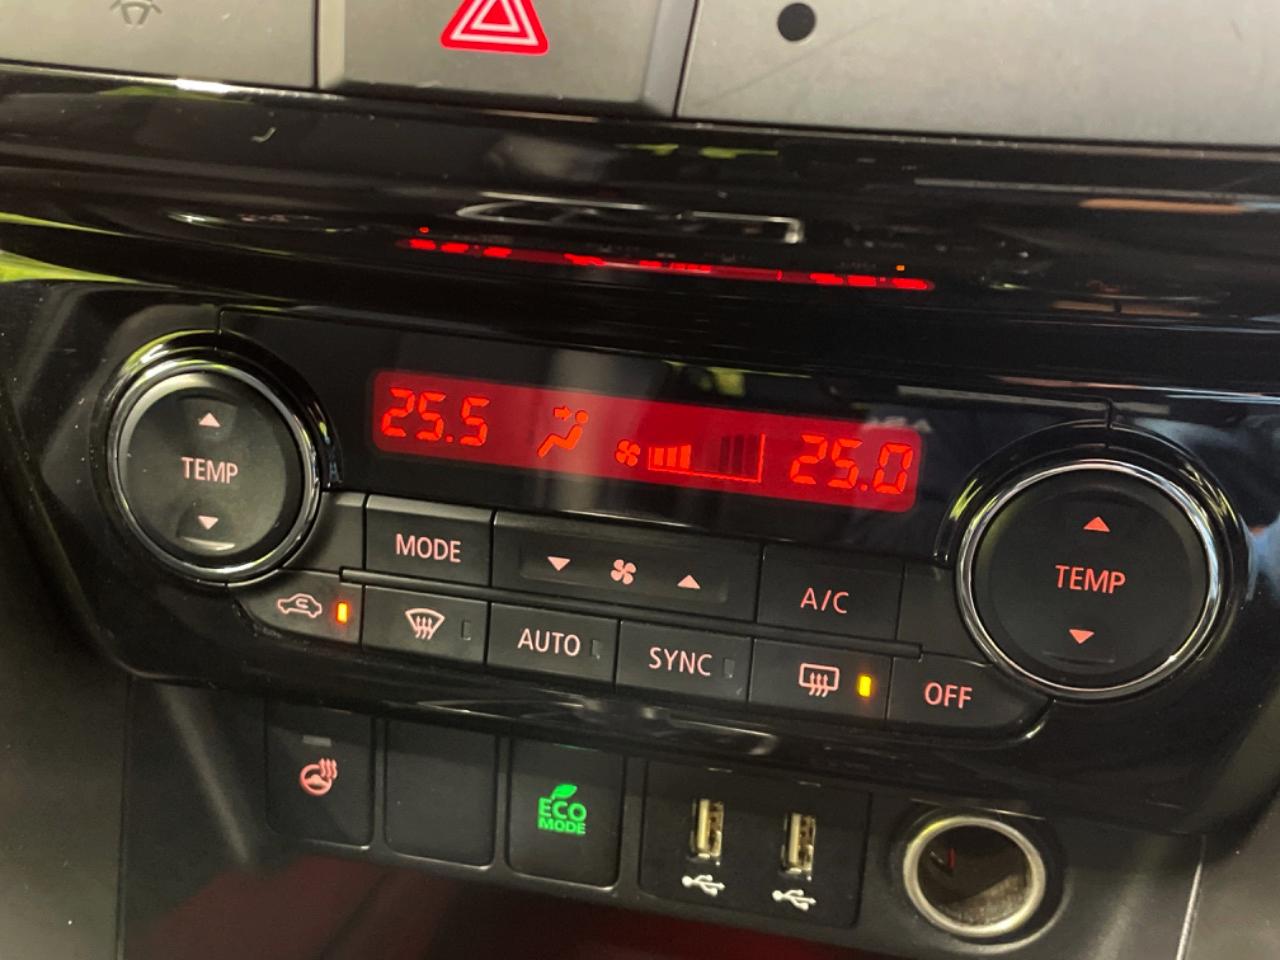 25.5 25.0
TEMP
MODE
A/C
TEMP
AUTO
SYNC
OFF
ECO
MODE